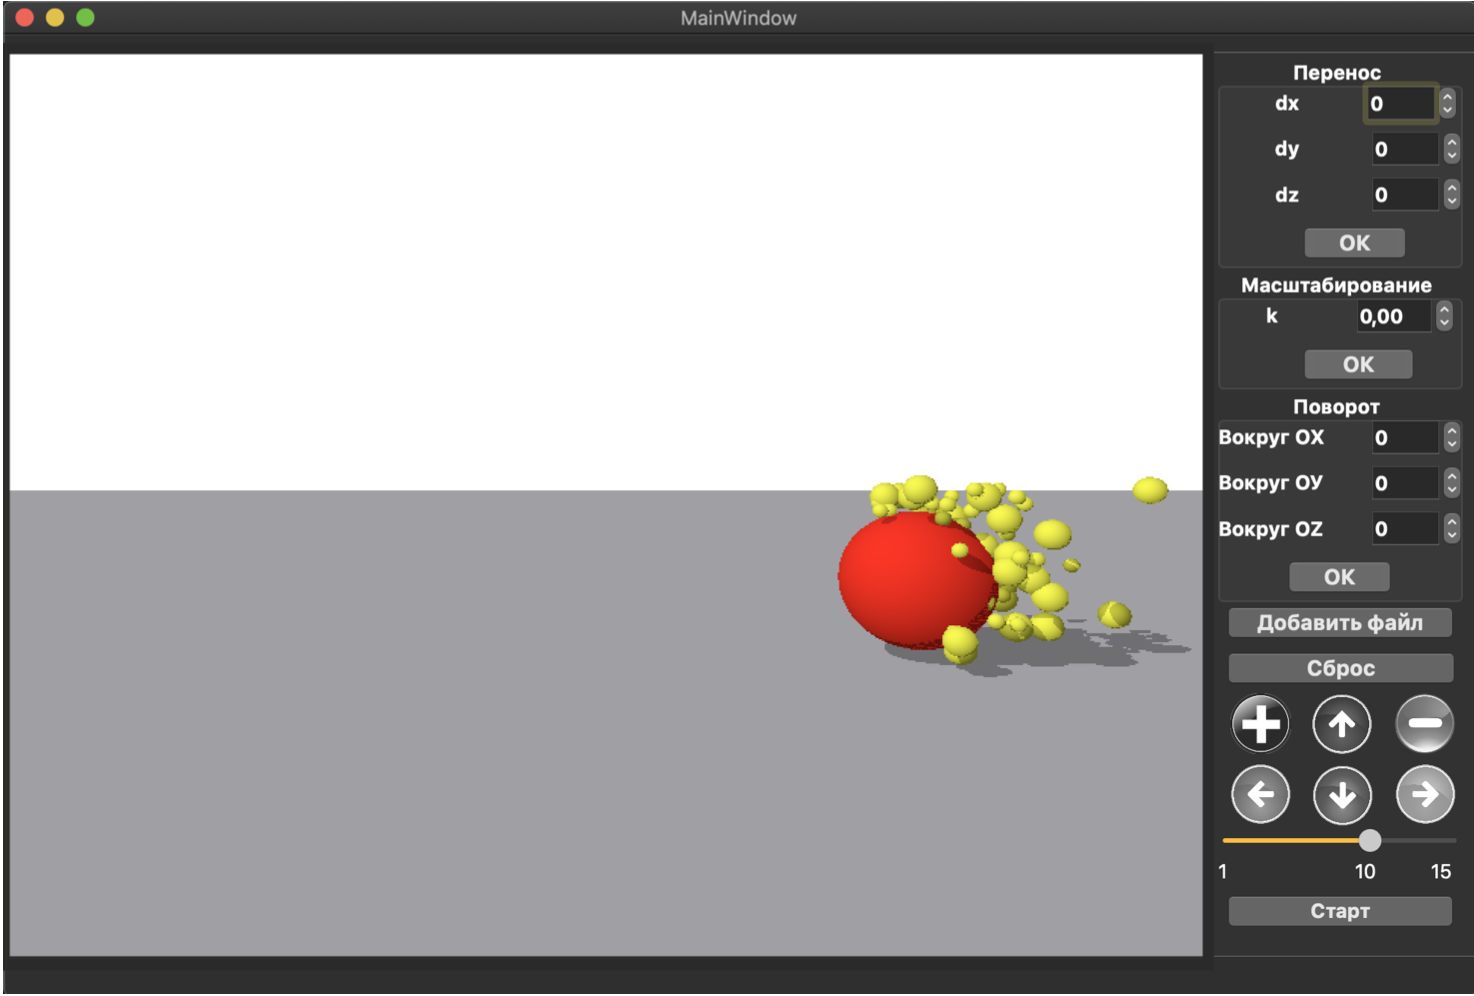 MainWindow
Перенос
dx 0
dy 0
dz 0
OK
Масштабирование
k 0,00
OK
Поворот
Вокруг OX 0
Вокруг ОУ 0
Вокруг OZ 0
OK
Добавить файл
Сброс
1 10 15
Старт